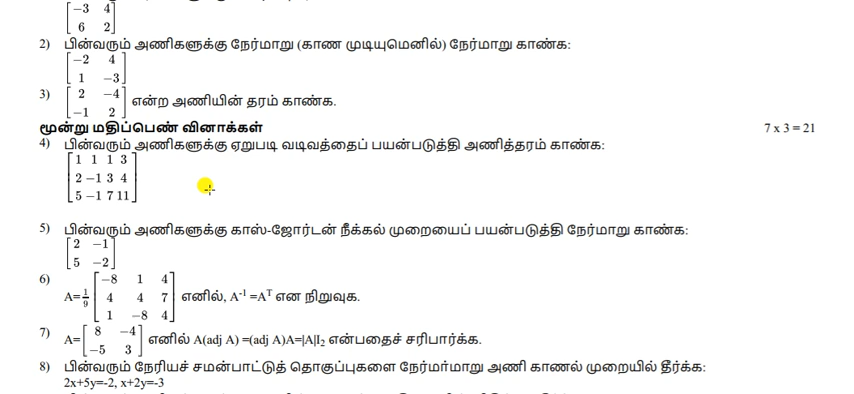 [−3 4
6 2]
2) பின்வரும் அணிகளுக்கு நேர்மாறு (காண முடியுமெனில்) நேர்மாறு காண்க:
[−2 4
1 −3]
3) [2 −4
−1 2] என்ற அணியின் தரம் காண்க.
மூன்று மதிப்பெண் வினாக்கள் 7 x 3 = 21
4) பின்வரும் அணிகளுக்கு ஏறுபடி வடிவத்தைப் பயன்படுத்தி அணித்தரம் காண்க:
[1 1 1 3
2 −1 3 4
5 −1 7 11]
5) பின்வரும் அணிகளுக்கு காஸ்-ஜோர்டன் நீக்கல் முறையைப் பயன்படுத்தி நேர்மாறு காண்க:
[2 −1
5 −2]
6) A=1/9 [−8 1 4
4 4 7
1 −8 4] எனில், A⁻¹ =Aᵀ என நிறுவுக.
7) A=[8 −4
−5 3] எனில் A(adj A) =(adj A)A=|A|I₂ என்பதைச் சரிபார்க்க.
8) பின்வரும் நேரியச் சமன்பாட்டுத் தொகுப்புகளை நேர்மார்மாறு அணி காணல் முறையில் தீர்க்க:
2x+5y=-2, x+2y=-3